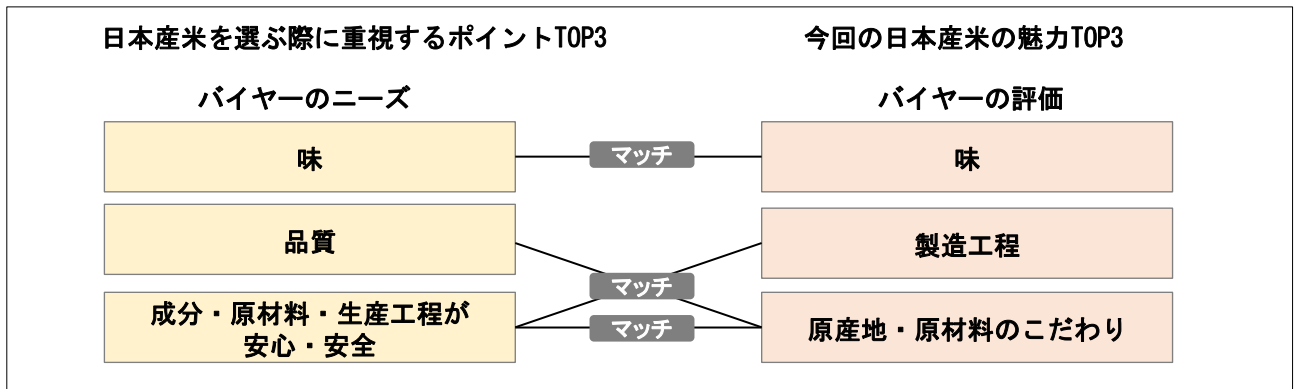 日本産米を選ぶ際に重視するポイントTOP3
今回の日本産米の魅力TOP3
バイヤーのニーズ
バイヤーの評価
味
マッチ
味
品質
製造工程
マッチ
成分・原材料・生産工程が
安心・安全
マッチ
原産地・原材料のこだわり